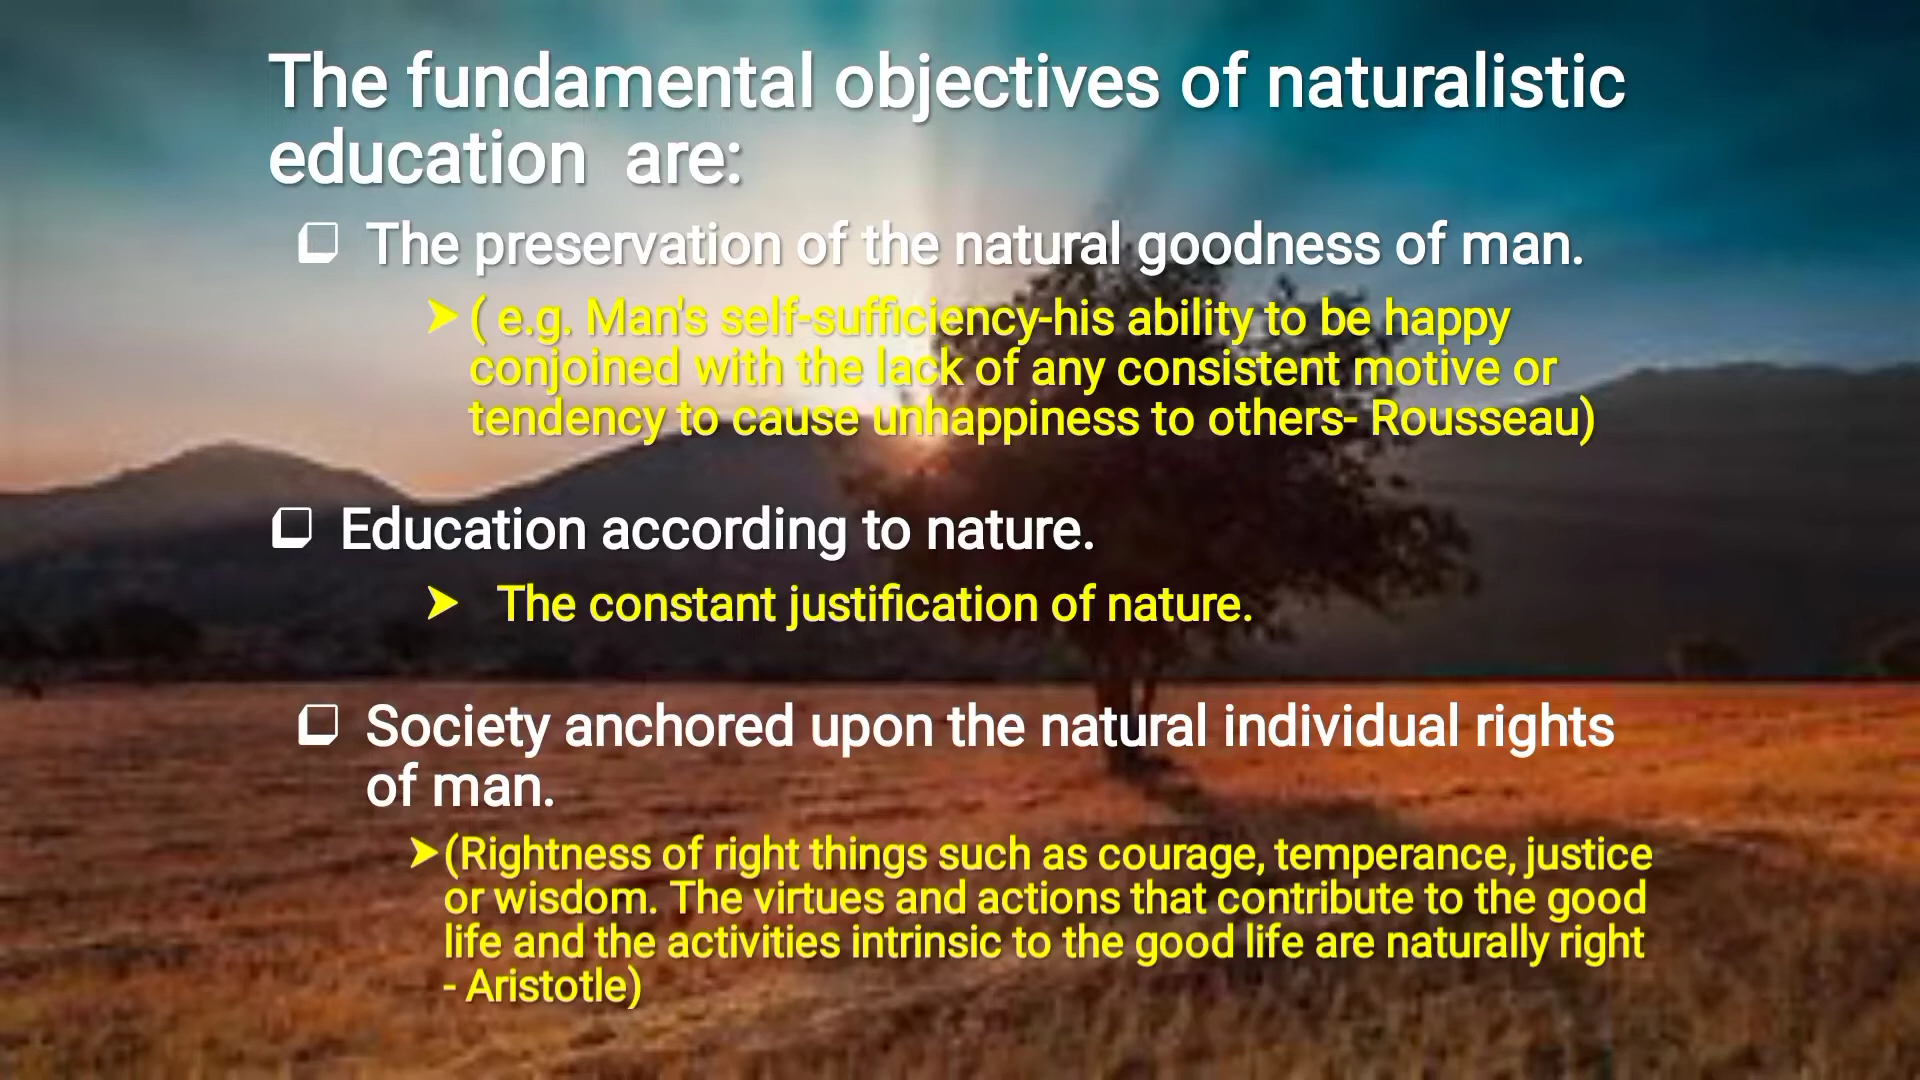 The fundamental objectives of naturalistic
education  are:
❑ The preservation of the natural goodness of man.
➤ ( e.g. Man's self-sufficiency-his ability to be happy
conjoined with the lack of any consistent motive or
tendency to cause unhappiness to others- Rousseau)
❑ Education according to nature.
➤ The constant justification of nature.
❑ Society anchored upon the natural individual rights
of man.
➤(Rightness of right things such as courage, temperance, justice
or wisdom. The virtues and actions that contribute to the good
life and the activities intrinsic to the good life are naturally right
- Aristotle)